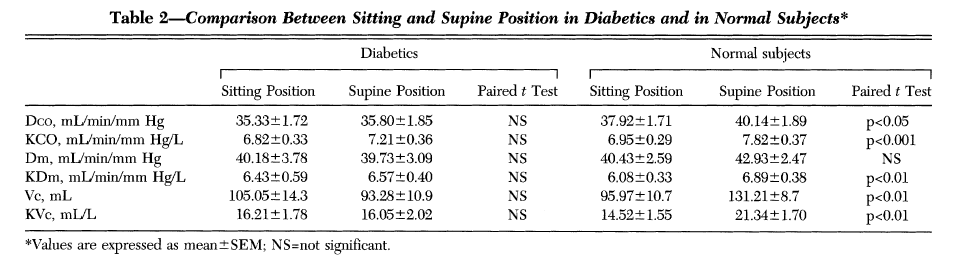 Table 2—Comparison Between Sitting and Supine Position in Diabetics and in Normal Subjects*
Diabetics Normal subjects
Sitting Position Supine Position Paired t Test Sitting Position Supine Position Paired t Test
DCO, mL/min/mm Hg 35.33±1.72 35.80±1.85 NS 37.92±1.71 40.14±1.89 p<0.05
KCO, mL/min/mm Hg/L 6.82±0.33 7.21±0.36 NS 6.95±0.29 7.82±0.37 p<0.001
Dm, mL/min/mm Hg 40.18±3.78 39.73±3.09 NS 40.43±2.59 42.93±2.47 NS
KDm, mL/min/mm Hg/L 6.43±0.59 6.57±0.40 NS 6.08±0.33 6.89±0.38 p<0.01
Vc, mL 105.05±14.3 93.28±10.9 NS 95.97±10.7 131.21±8.7 p<0.01
KVc, mL/L 16.21±1.78 16.05±2.02 NS 14.52±1.55 21.34±1.70 p<0.01
*Values are expressed as mean±SEM; NS=not significant.